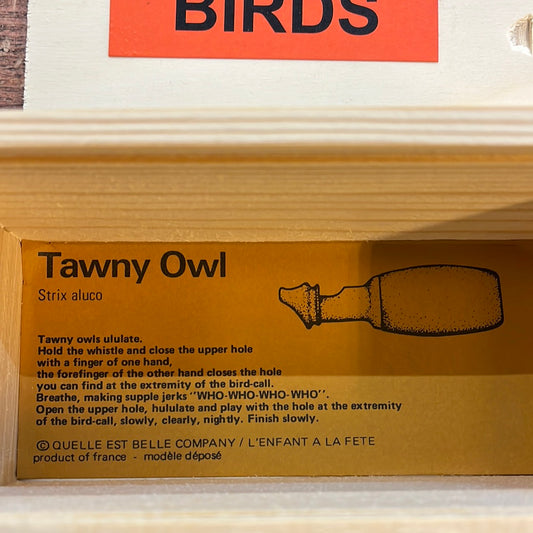 BIRDS
Tawny Owl
Strix aluco
Tawny owls ululate.
Hold the whistle and close the upper hole
with a finger of one hand,
the forefinger of the other hand closes the hole
you can find at the extremity of the bird-call.
Breathe, making supple jerks ''WHO-WHO-WHO-WHO''.
Open the upper hole, hululate and play with the hole at the extremity
of the bird-call, slowly, clearly, nightly. Finish slowly.
© QUELLE EST BELLE COMPANY / L'ENFANT A LA FETE
product of france - modèle déposé